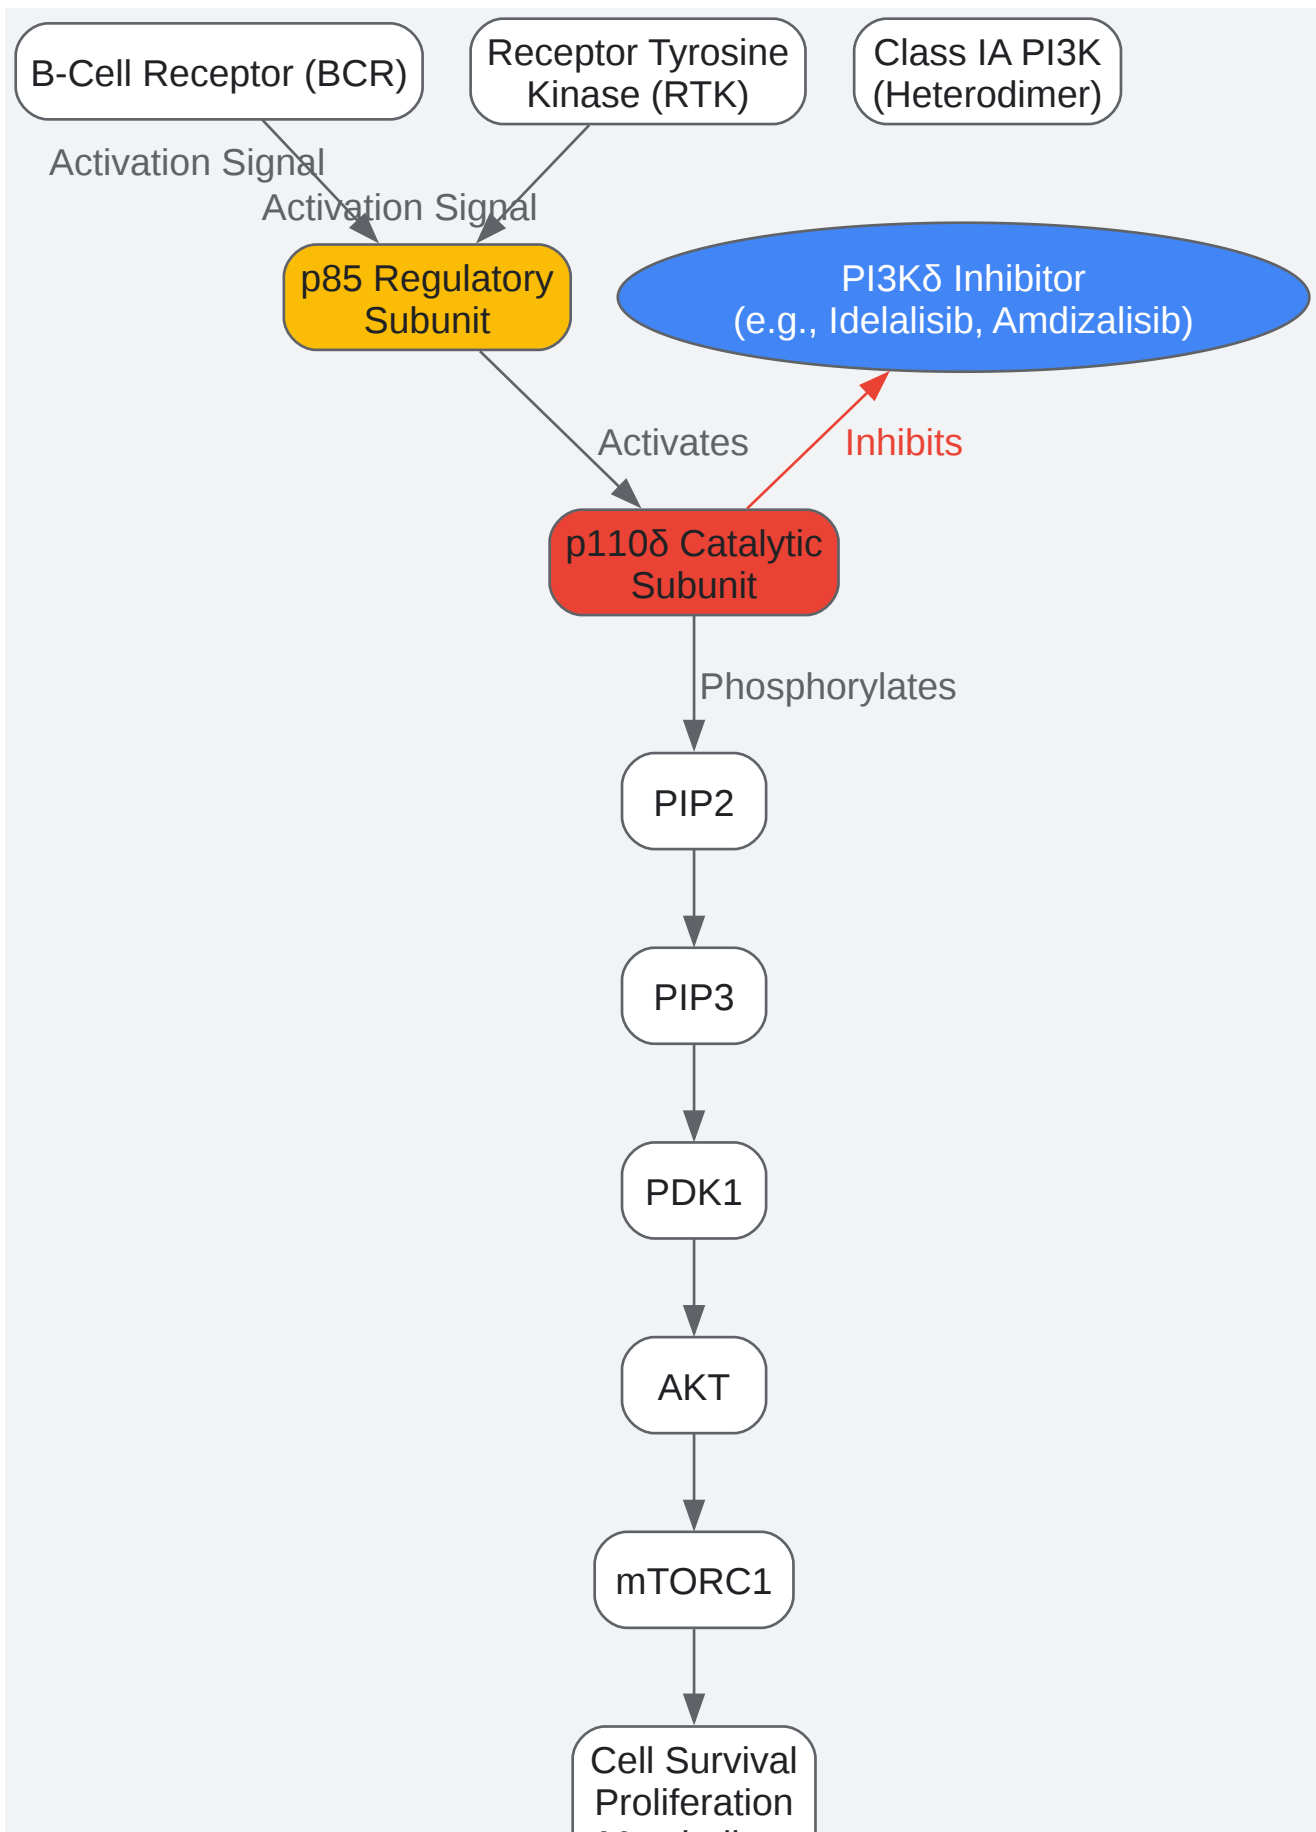 B-Cell Receptor (BCR)
Receptor Tyrosine
Kinase (RTK)
Class IA PI3K
(Heterodimer)
Activation Signal
Activation Signal
p85 Regulatory
Subunit
PI3Kδ Inhibitor
(e.g., Idelalisib, Amdizalisib)
Activates
Inhibits
p110δ Catalytic
Subunit
Phosphorylates
PIP2
PIP3
PDK1
AKT
mTORC1
Cell Survival
Proliferation